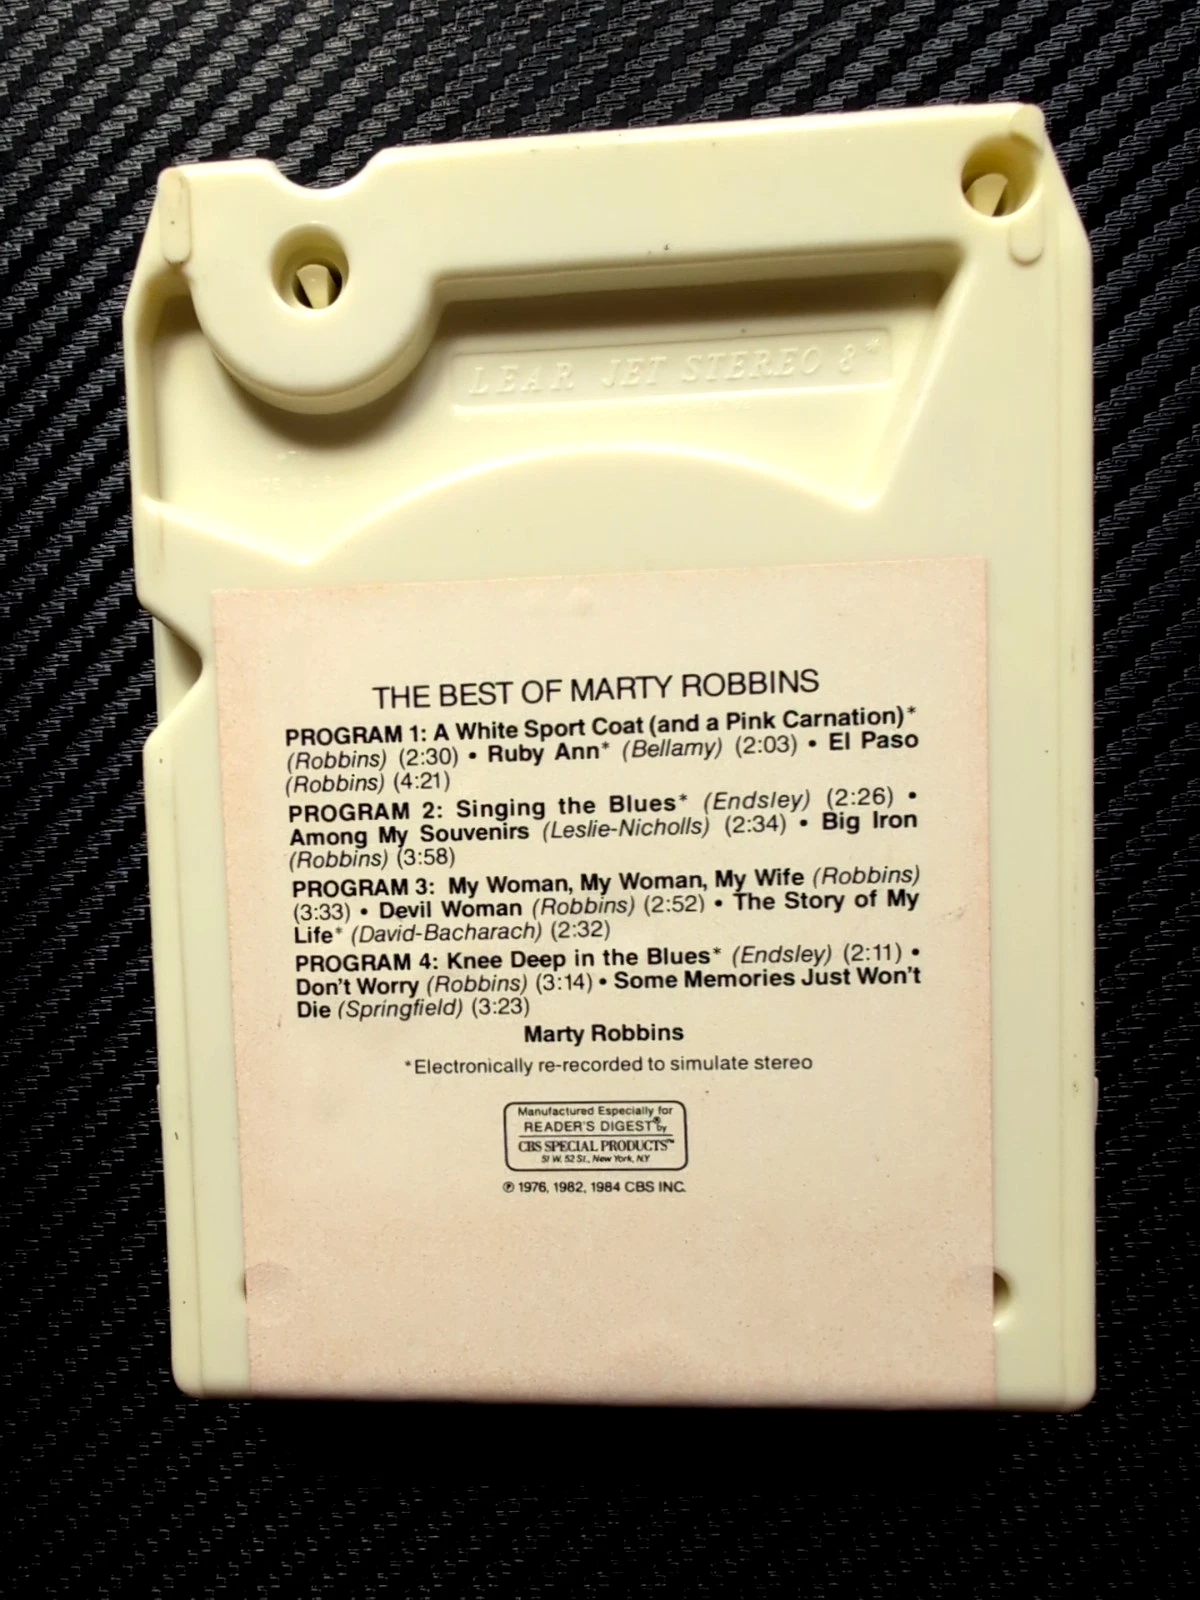 LEAR JET STEREO 8*
THE BEST OF MARTY ROBBINS
PROGRAM 1: A White Sport Coat (and a Pink Carnation)*
(Robbins) (2:30) • Ruby Ann* (Bellamy) (2:03) • El Paso
(Robbins) (4:21)
PROGRAM 2: Singing the Blues* (Endsley) (2:26) •
Among My Souvenirs (Leslie-Nicholls) (2:34) • Big Iron
(Robbins) (3:58)
PROGRAM 3: My Woman, My Woman, My Wife (Robbins)
(3:33) • Devil Woman (Robbins) (2:52) • The Story of My
Life* (David-Bacharach) (2:32)
PROGRAM 4: Knee Deep in the Blues* (Endsley) (2:11) •
Don't Worry (Robbins) (3:14) • Some Memories Just Won't
Die (Springfield) (3:23)
Marty Robbins
*Electronically re-recorded to simulate stereo
Manufactured Especially for
READER'S DIGEST® by
CBS SPECIAL PRODUCTS™
51 W. 52 St., New York, NY
℗ 1976, 1982, 1984 CBS INC.